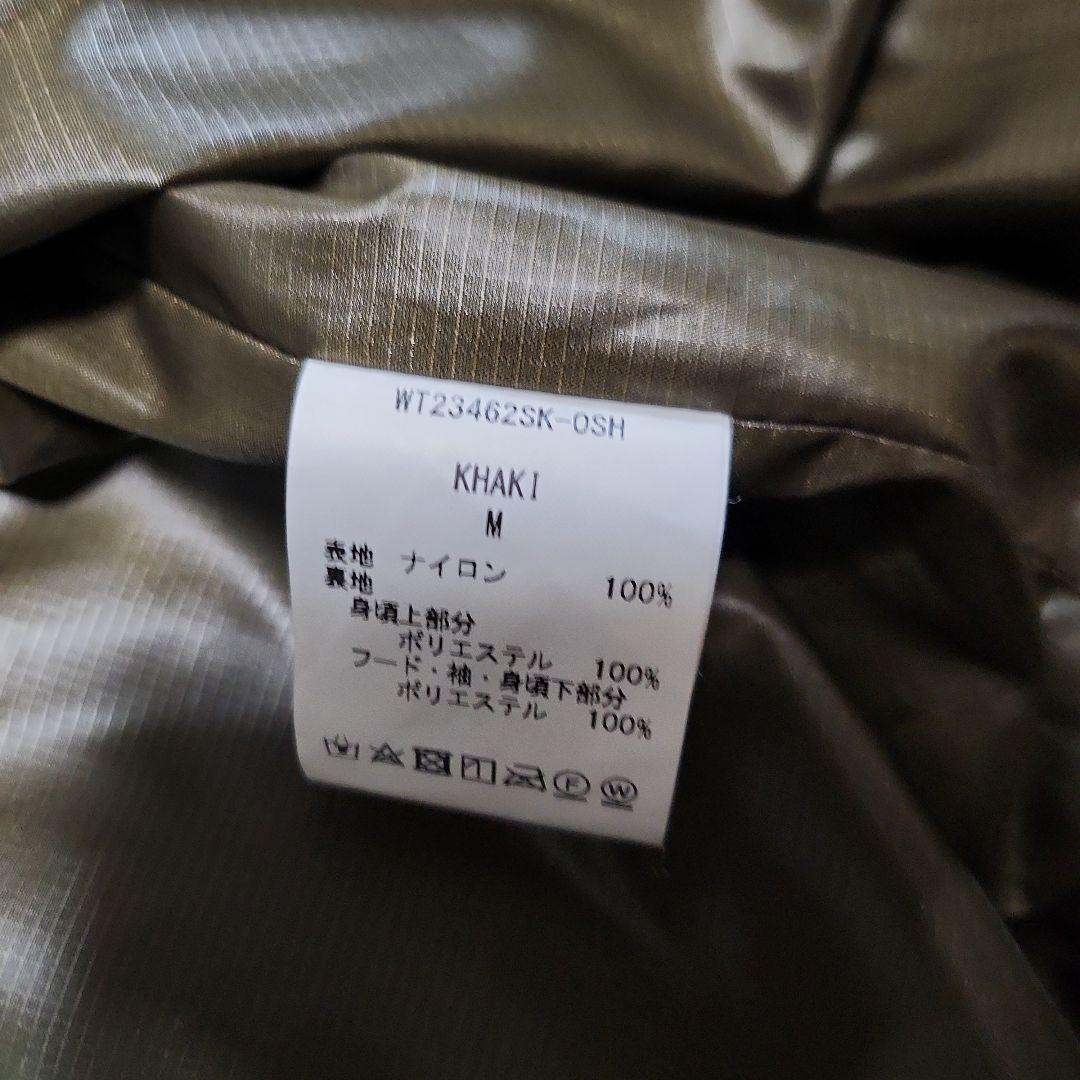 WT23462SK-OSH
KHAKI
M
表地 ナイロン 100%
裏地
身頃上部分
ポリエステル 100%
フード・袖・身頃下部分
ポリエステル 100%
F W